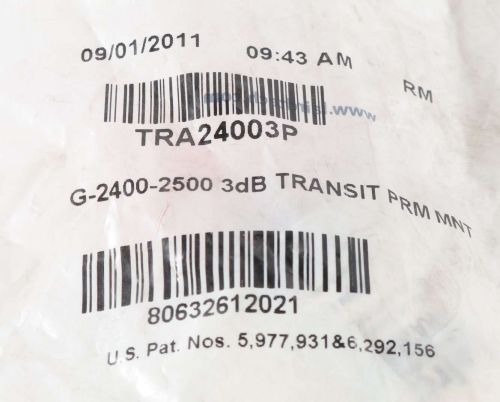 09/01/2011 09:43 AM RM
TRA24003P
G-2400-2500 3dB TRANSIT PRM MNT
80632612021
U.S. Pat. Nos. 5,977,931&6,292,156